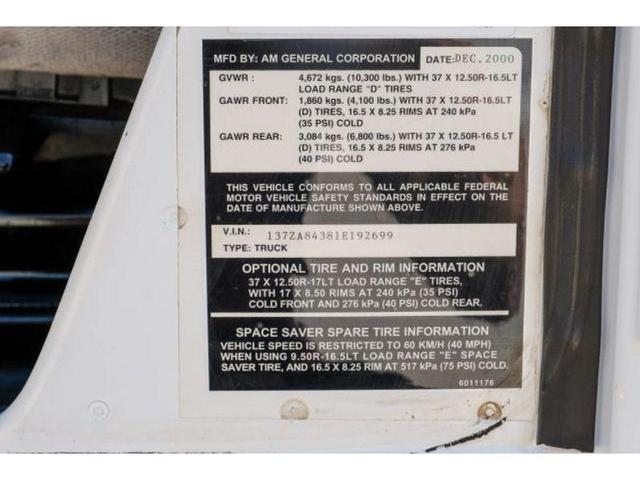 MFD BY: AM GENERAL CORPORATION DATE: DEC. 2000
GVWR : 4,672 kgs. (10,300 lbs.) WITH 37 X 12.50R-16.5LT
LOAD RANGE "D" TIRES
GAWR FRONT: 1,860 kgs. (4,100 lbs.) WITH 37 X 12.50R-16.5LT
(D) TIRES, 16.5 X 8.25 RIMS AT 240 kPa
(35 PSI) COLD
GAWR REAR: 3,084 kgs. (6,800 lbs.) WITH 37 X 12.50R-16.5 LT
(D) TIRES, 16.5 X 8.25 RIMS AT 276 kPa
(40 PSI) COLD
THIS VEHICLE CONFORMS TO ALL APPLICABLE FEDERAL
MOTOR VEHICLE SAFETY STANDARDS IN EFFECT ON THE
DATE OF MANUFACTURE SHOWN ABOVE.
V.I.N.: 137ZA84381E192699
TYPE: TRUCK
OPTIONAL TIRE AND RIM INFORMATION
37 X 12.50R-17LT LOAD RANGE "E" TIRES,
WITH 17 X 8.50 RIMS AT 240 kPa (35 PSI)
COLD FRONT AND 276 kPa (40 PSI) COLD REAR.
SPACE SAVER SPARE TIRE INFORMATION
VEHICLE SPEED IS RESTRICTED TO 60 KM/H (40 MPH)
WHEN USING 9.50R-16.5LT LOAD RANGE "E" SPACE
SAVER TIRE, AND 16.5 X 8.25 RIM AT 517 kPa (75 PSI) COLD.
6011176